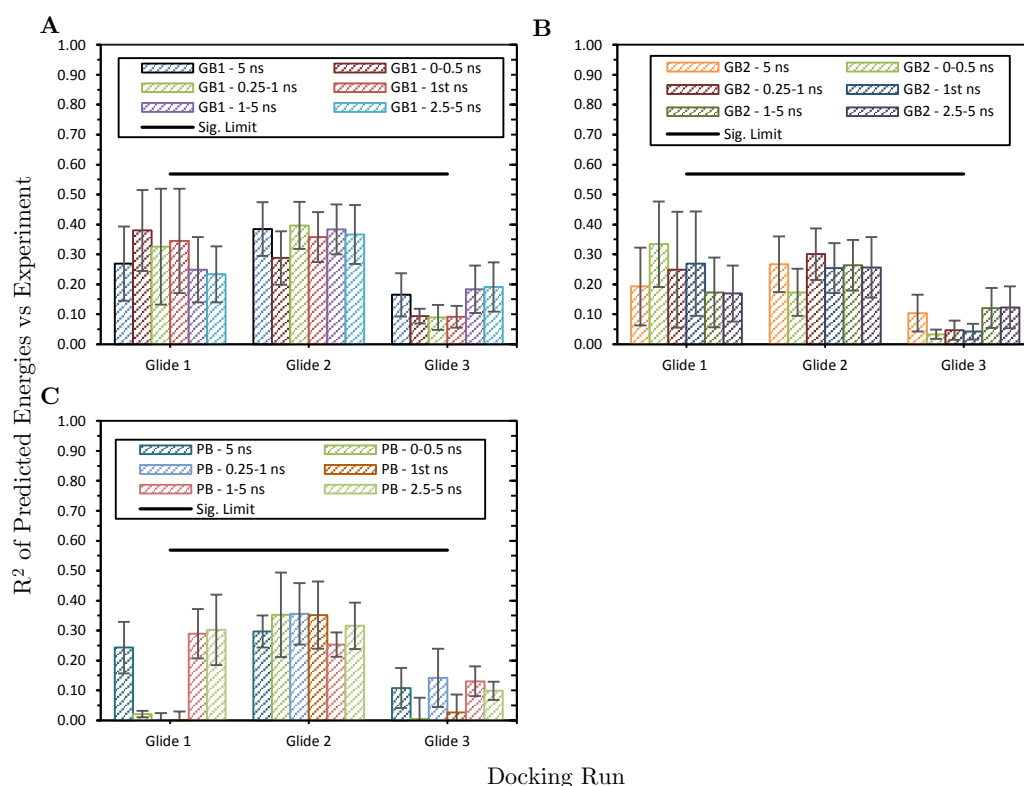 A
1.00
0.90
0.80
0.70
0.60
0.50
0.40
0.30
0.20
0.10
0.00
GB1 - 5 ns GB1 - 0-0.5 ns
GB1 - 0.25-1 ns GB1 - 1st ns
GB1 - 1-5 ns GB1 - 2.5-5 ns
Sig. Limit
Glide 1 Glide 2 Glide 3
B
1.00
0.90
0.80
0.70
0.60
0.50
0.40
0.30
0.20
0.10
0.00
GB2 - 5 ns GB2 - 0-0.5 ns
GB2 - 0.25-1 ns GB2 - 1st ns
GB2 - 1-5 ns GB2 - 2.5-5 ns
Sig. Limit
Glide 1 Glide 2 Glide 3
C
1.00
0.90
0.80
0.70
0.60
0.50
0.40
0.30
0.20
0.10
0.00
PB - 5 ns PB - 0-0.5 ns
PB - 0.25-1 ns PB - 1st ns
PB - 1-5 ns PB - 2.5-5 ns
Sig. Limit
Glide 1 Glide 2 Glide 3
R² of Predicted Energies vs Experiment
Docking Run